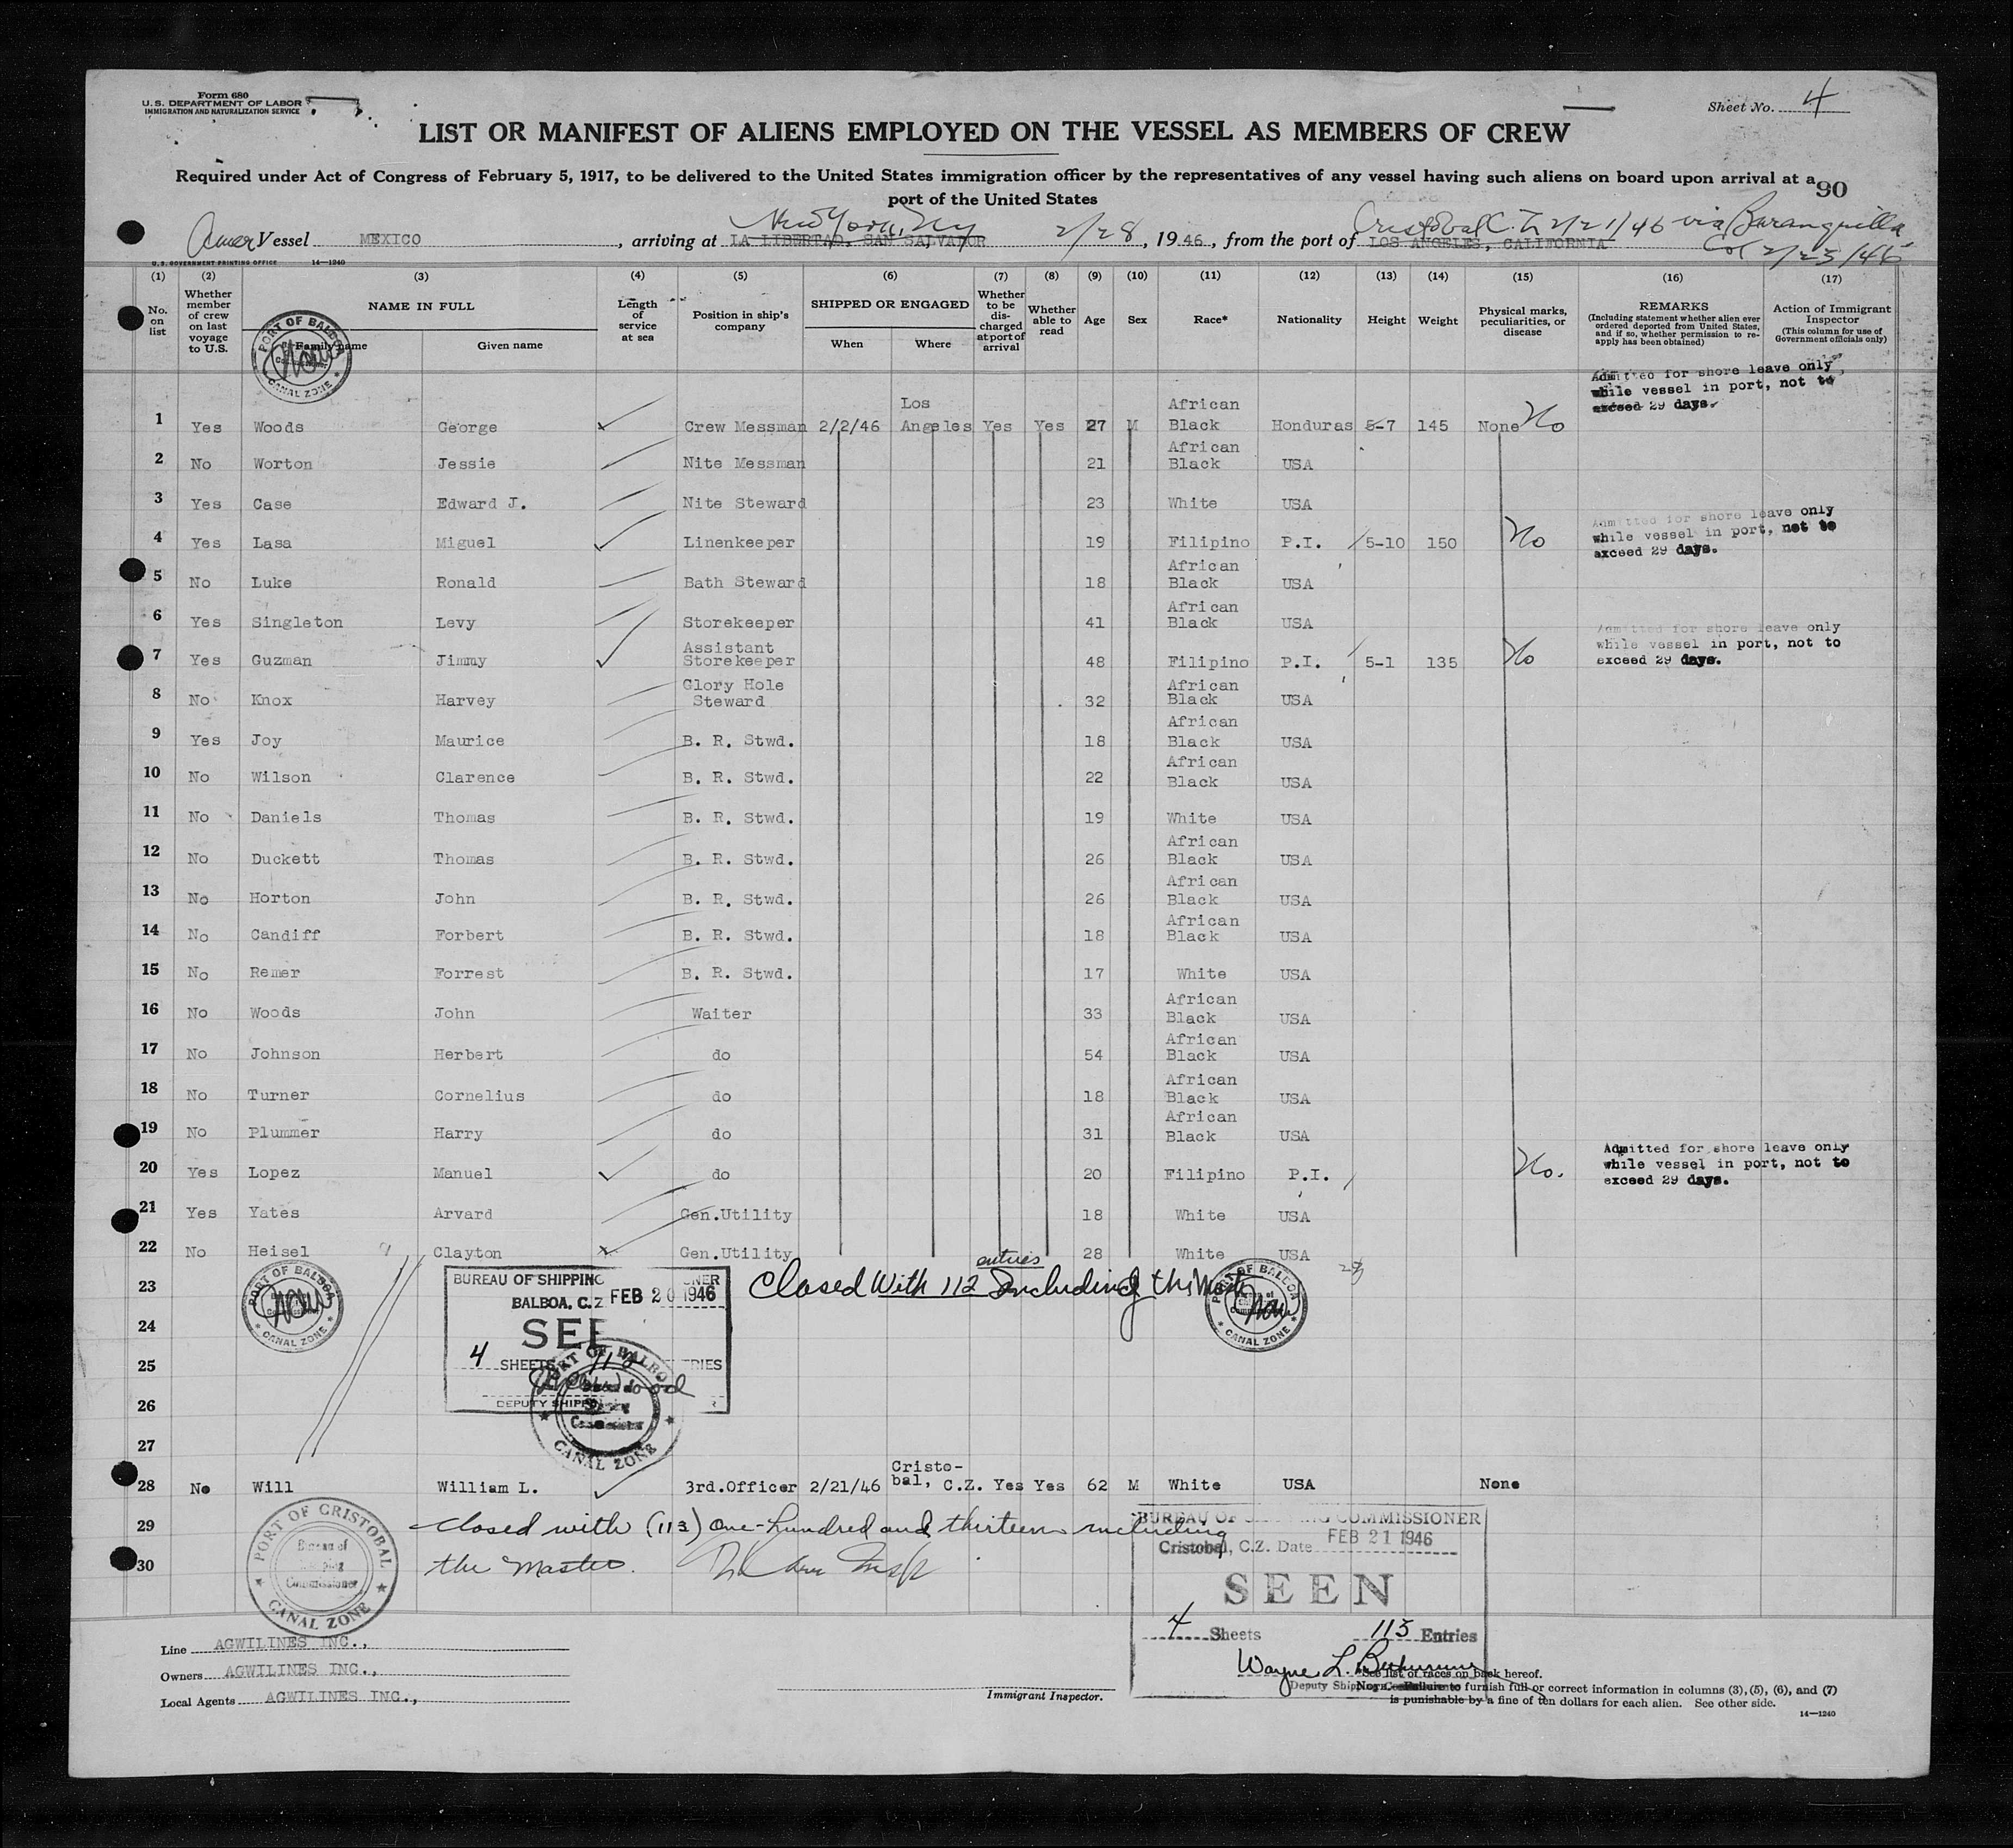 Form 680
U. S. DEPARTMENT OF LABOR
IMMIGRATION AND NATURALIZATION SERVICE
Sheet No. 4
LIST OR MANIFEST OF ALIENS EMPLOYED ON THE VESSEL AS MEMBERS OF CREW
Required under Act of Congress of February 5, 1917, to be delivered to the United States immigration officer by the representatives of any vessel having such aliens on board upon arrival at a
port of the United States
90
New York, NY
Cristobal C.Z. 2/21/46 via Baranquilla
Amer Vessel MEXICO, arriving at LA LIBERTAD, SAN SALVADOR 2/28, 1946, from the port of LOS ANGELES, CALIFORNIA
Col 2/23/46
U. S. GOVERNMENT PRINTING OFFICE 14—1240
(1) (2) (3) (4) (5) (6) (7) (8) (9) (10) (11) (12) (13) (14) (15) (16) (17)
No. on list
Whether member of crew on last voyage to U.S.
NAME IN FULL
Family name
Given name
Length of service at sea
Position in ship's company
SHIPPED OR ENGAGED
When
Where
Whether to be discharged at port of arrival
Whether able to read
Age
Sex
Race*
Nationality
Height
Weight
Physical marks, peculiarities, or disease
REMARKS
(Including statement whether alien ever ordered deported from United States, and if so, whether permission to reapply has been obtained)
Action of Immigrant Inspector
(This column for use of Government officials only)
PORT OF BALBOA
CANAL ZONE
Admitted for shore leave only
while vessel in port, not to
exceed 29 days.
1 Yes Woods George Crew Messman 2/2/46 Los Angeles Yes Yes 27 M African Black Honduras 5-7 145 None No
2 No Worton Jessie Nite Messman 21 African Black USA
3 Yes Case Edward J. Nite Steward 23 White USA
4 Yes Lasa Miguel Linenkeeper 19 Filipino P.I. 5-10 150 No Admitted for shore leave only
while vessel in port, not to
exceed 29 days.
5 No Luke Ronald Bath Steward 18 African Black USA
6 Yes Singleton Levy Storekeeper 41 African Black USA
7 Yes Guzman Jimmy Assistant Storekeeper 48 Filipino P.I. 5-1 135 No Admitted for shore leave only
while vessel in port, not to
exceed 29 days.
8 No Knox Harvey Glory Hole Steward 32 African Black USA
9 Yes Joy Maurice B. R. Stwd. 18 African Black USA
10 No Wilson Clarence B. R. Stwd. 22 African Black USA
11 No Daniels Thomas B. R. Stwd. 19 White USA
12 No Duckett Thomas B. R. Stwd. 26 African Black USA
13 No Horton John B. R. Stwd. 26 African Black USA
14 No Candiff Forbert B. R. Stwd. 18 African Black USA
15 No Remer Forrest B. R. Stwd. 17 White USA
16 No Woods John Waiter 33 African Black USA
17 No Johnson Herbert do 54 African Black USA
18 No Turner Cornelius do 18 African Black USA
19 No Plummer Harry do 31 African Black USA
20 Yes Lopez Manuel do 20 Filipino P.I. No. Admitted for shore leave only
while vessel in port, not to
exceed 29 days.
21 Yes Yates Arvard Gen.Utility 18 White USA
22 No Heisel Clayton Gen.Utility 28 White USA
23
entries
Closed With 112 Including the
PORT OF BALBOA
CANAL ZONE
BUREAU OF SHIPPING
BALBOA, C.Z. FEB 20 1946
SEE
4 SHEETS 112
DEPUTY SHIPP
PORT OF BALBOA
CANAL ZONE
PORT OF BALBOA
CANAL ZONE
24
25
26
27
28 No Will William L. 3rd.Officer 2/21/46 Cristobal, C.Z. Yes Yes 62 M White USA None
29 Closed with (113) One-hundred and thirteen including
30 the Master.
PORT OF CRISTOBAL
Bureau of
Shipping
Commissioner
CANAL ZONE
BUREAU OF SHIPPING COMMISSIONER
Cristobal, C.Z. Date FEB 21 1946
SEEN
4 Sheets 113 Entries
Wayne L.
Deputy
Line AGWILINES INC.,
Owners AGWILINES INC.,
Local Agents AGWILINES INC.,
Immigrant Inspector.
*See list of races on back hereof.
NOTE.—Failure to furnish full or correct information in columns (3), (5), (6), and (7)
is punishable by a fine of ten dollars for each alien. See other side.
14—1240